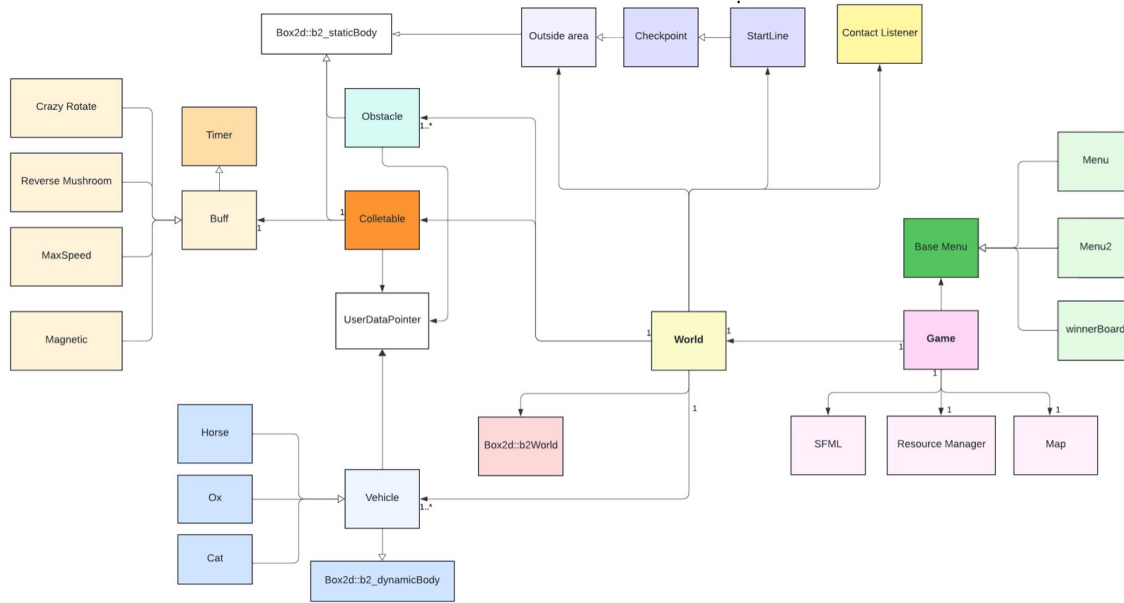 Box2d::b2_staticBody
Outside area
Checkpoint
StartLine
Contact Listener
Crazy Rotate
Timer
Obstacle
1..*
Menu
Reverse Mushroom
Buff
1
1
Colletable
Base Menu
Menu2
MaxSpeed
UserDataPointer
Magnetic
1
World
1
1
Game
winnerBoard
1
1
1
1
Horse
Box2d::b2World
SFML
Resource Manager
Map
Ox
Vehicle
1..*
Cat
Box2d::b2_dynamicBody